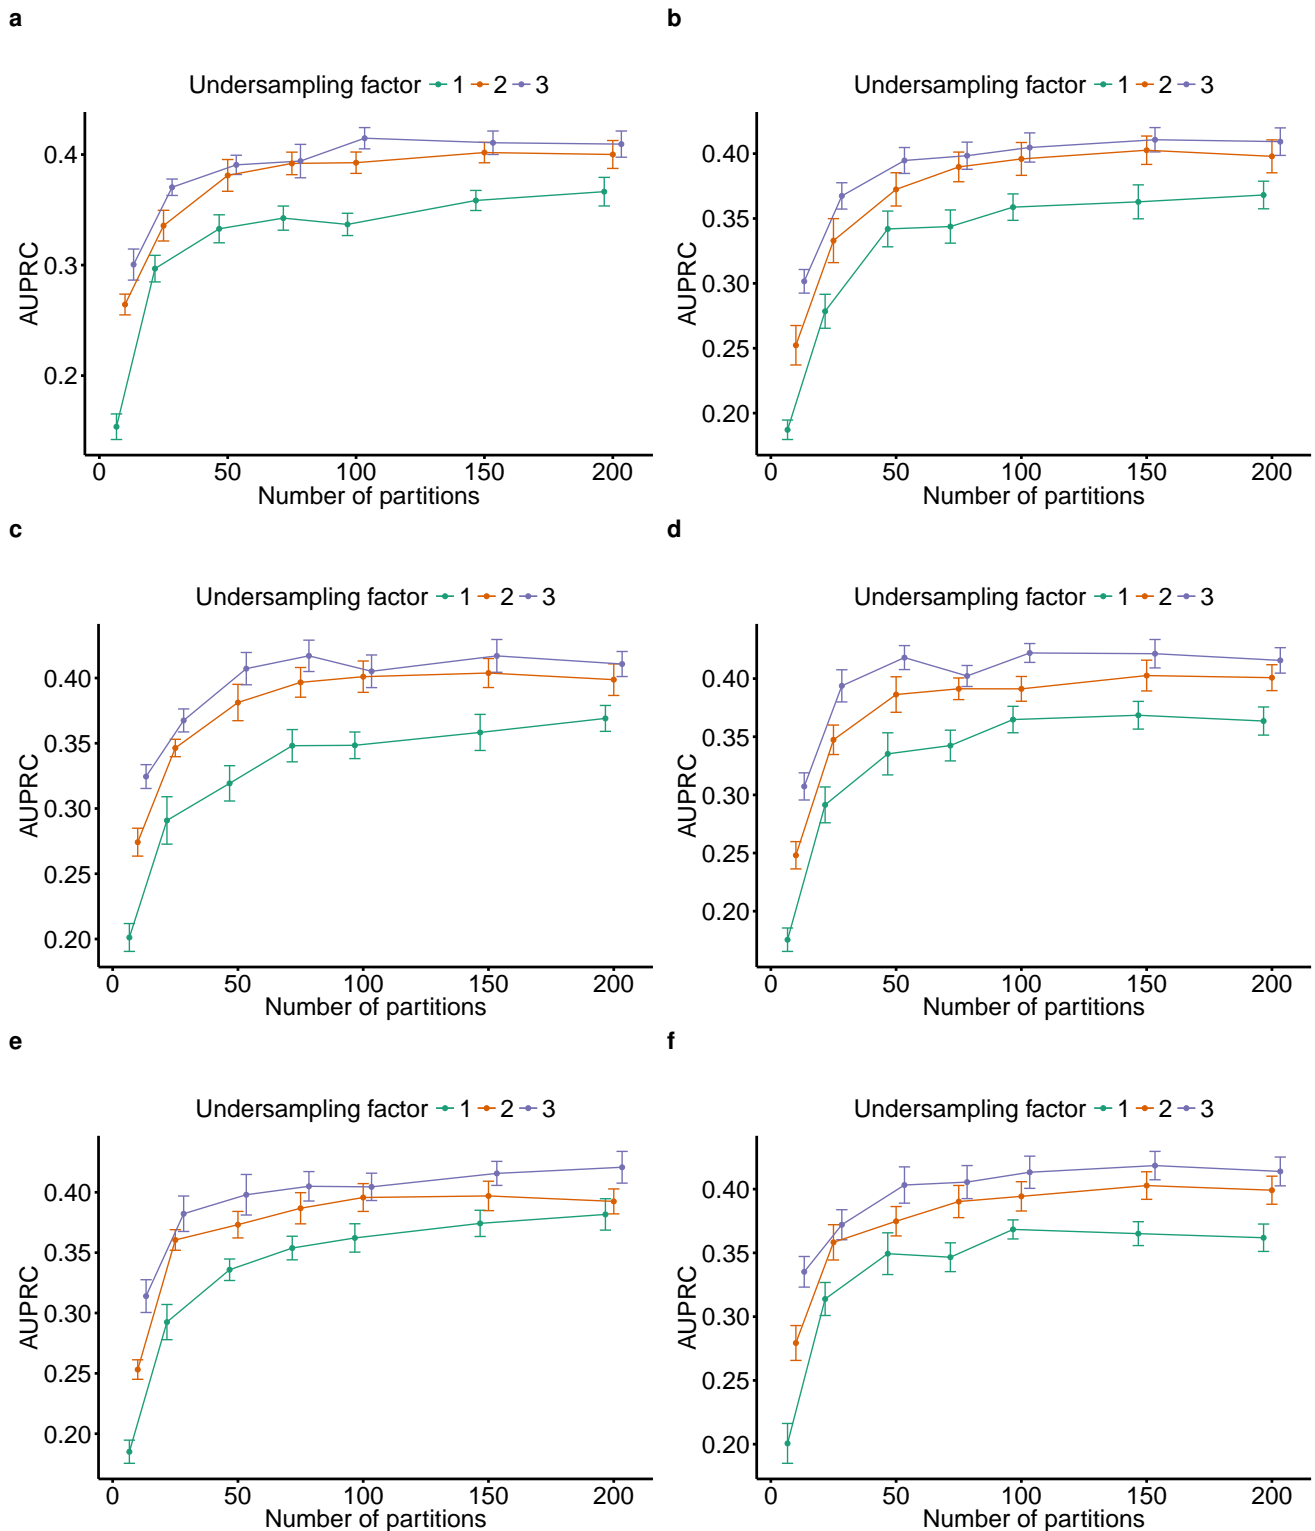 a
Undersampling factor 1 2 3
AUPRC
0.4
0.3
0.2
0 50 100 150 200
Number of partitions
b
Undersampling factor 1 2 3
AUPRC
0.40
0.35
0.30
0.25
0.20
0 50 100 150 200
Number of partitions
c
Undersampling factor 1 2 3
AUPRC
0.40
0.35
0.30
0.25
0.20
0 50 100 150 200
Number of partitions
d
Undersampling factor 1 2 3
AUPRC
0.40
0.35
0.30
0.25
0.20
0 50 100 150 200
Number of partitions
e
Undersampling factor 1 2 3
AUPRC
0.40
0.35
0.30
0.25
0.20
0 50 100 150 200
Number of partitions
f
Undersampling factor 1 2 3
AUPRC
0.40
0.35
0.30
0.25
0.20
0 50 100 150 200
Number of partitions